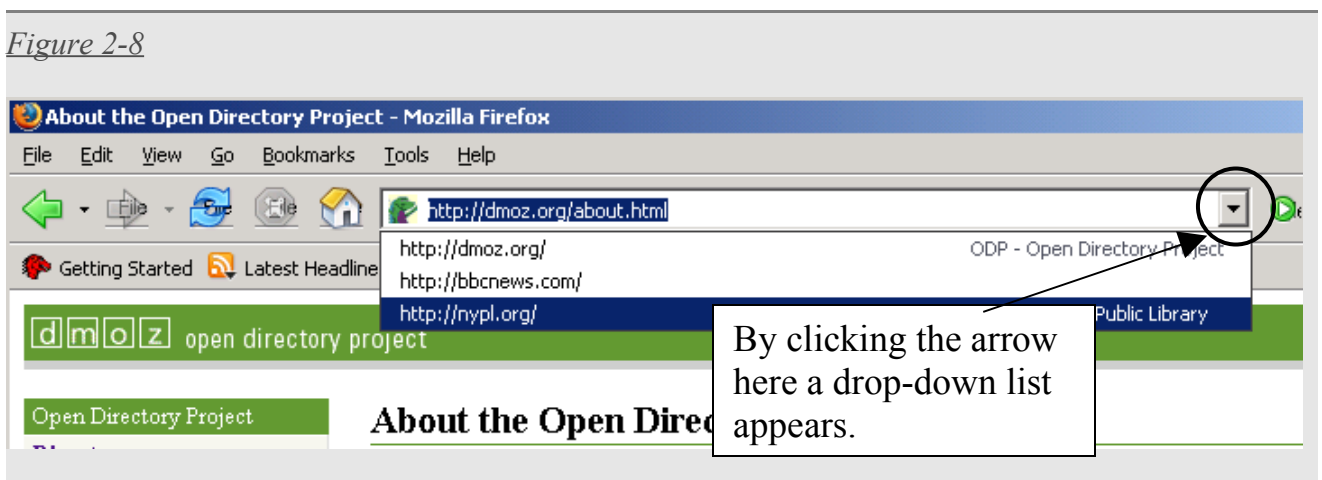 Figure 2-8
About the Open Directory Project - Mozilla Firefox
File Edit View Go Bookmarks Tools Help
http://dmoz.org/about.html
http://dmoz.org/ ODP - Open Directory Project
Getting Started Latest Headline
http://bbcnews.com/
http://nypl.org/ Public Library
dmoz open directory project
By clicking the arrow
here a drop-down list
appears.
Open Directory Project
About the Open Direc